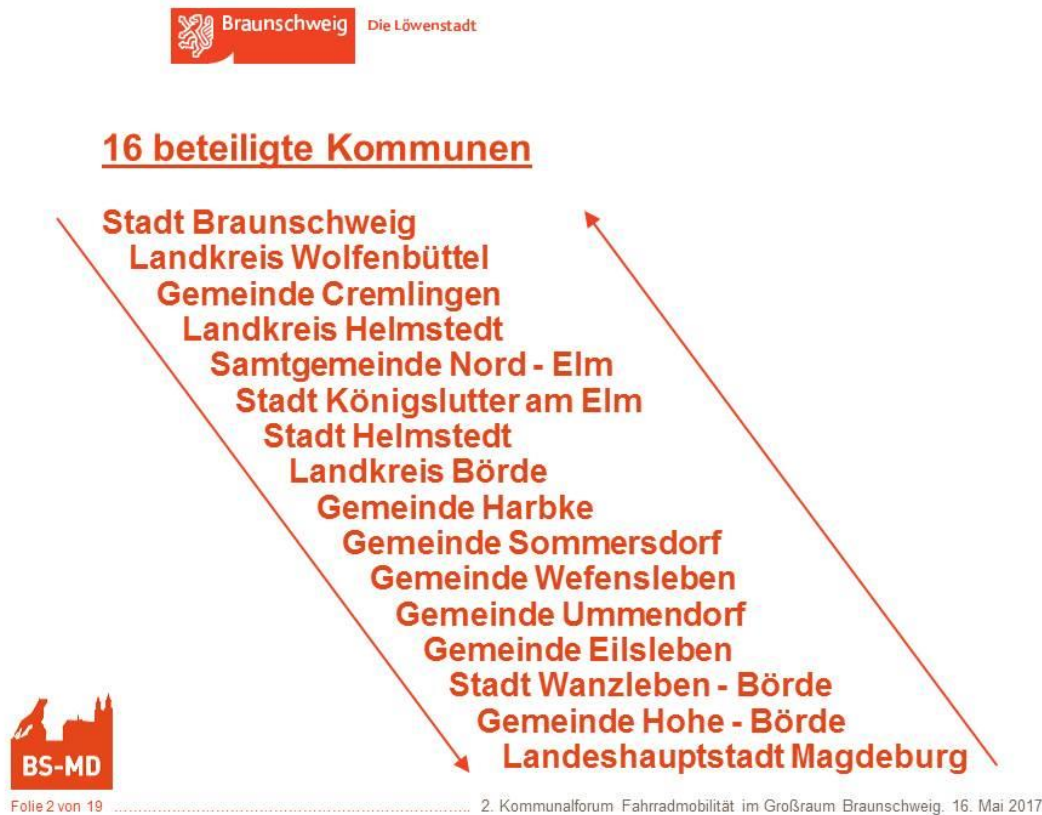 Braunschweig Die Löwenstadt
16 beteiligte Kommunen
Stadt Braunschweig
Landkreis Wolfenbüttel
Gemeinde Cremlingen
Landkreis Helmstedt
Samtgemeinde Nord - Elm
Stadt Königslutter am Elm
Stadt Helmstedt
Landkreis Börde
Gemeinde Harbke
Gemeinde Sommersdorf
Gemeinde Wefensleben
Gemeinde Ummendorf
Gemeinde Eilsleben
Stadt Wanzleben - Börde
Gemeinde Hohe - Börde
Landeshauptstadt Magdeburg
BS-MD
Folie 2 von 19 ........................................................................ 2. Kommunalforum Fahrradmobilität im Großraum Braunschweig. 16. Mai 2017